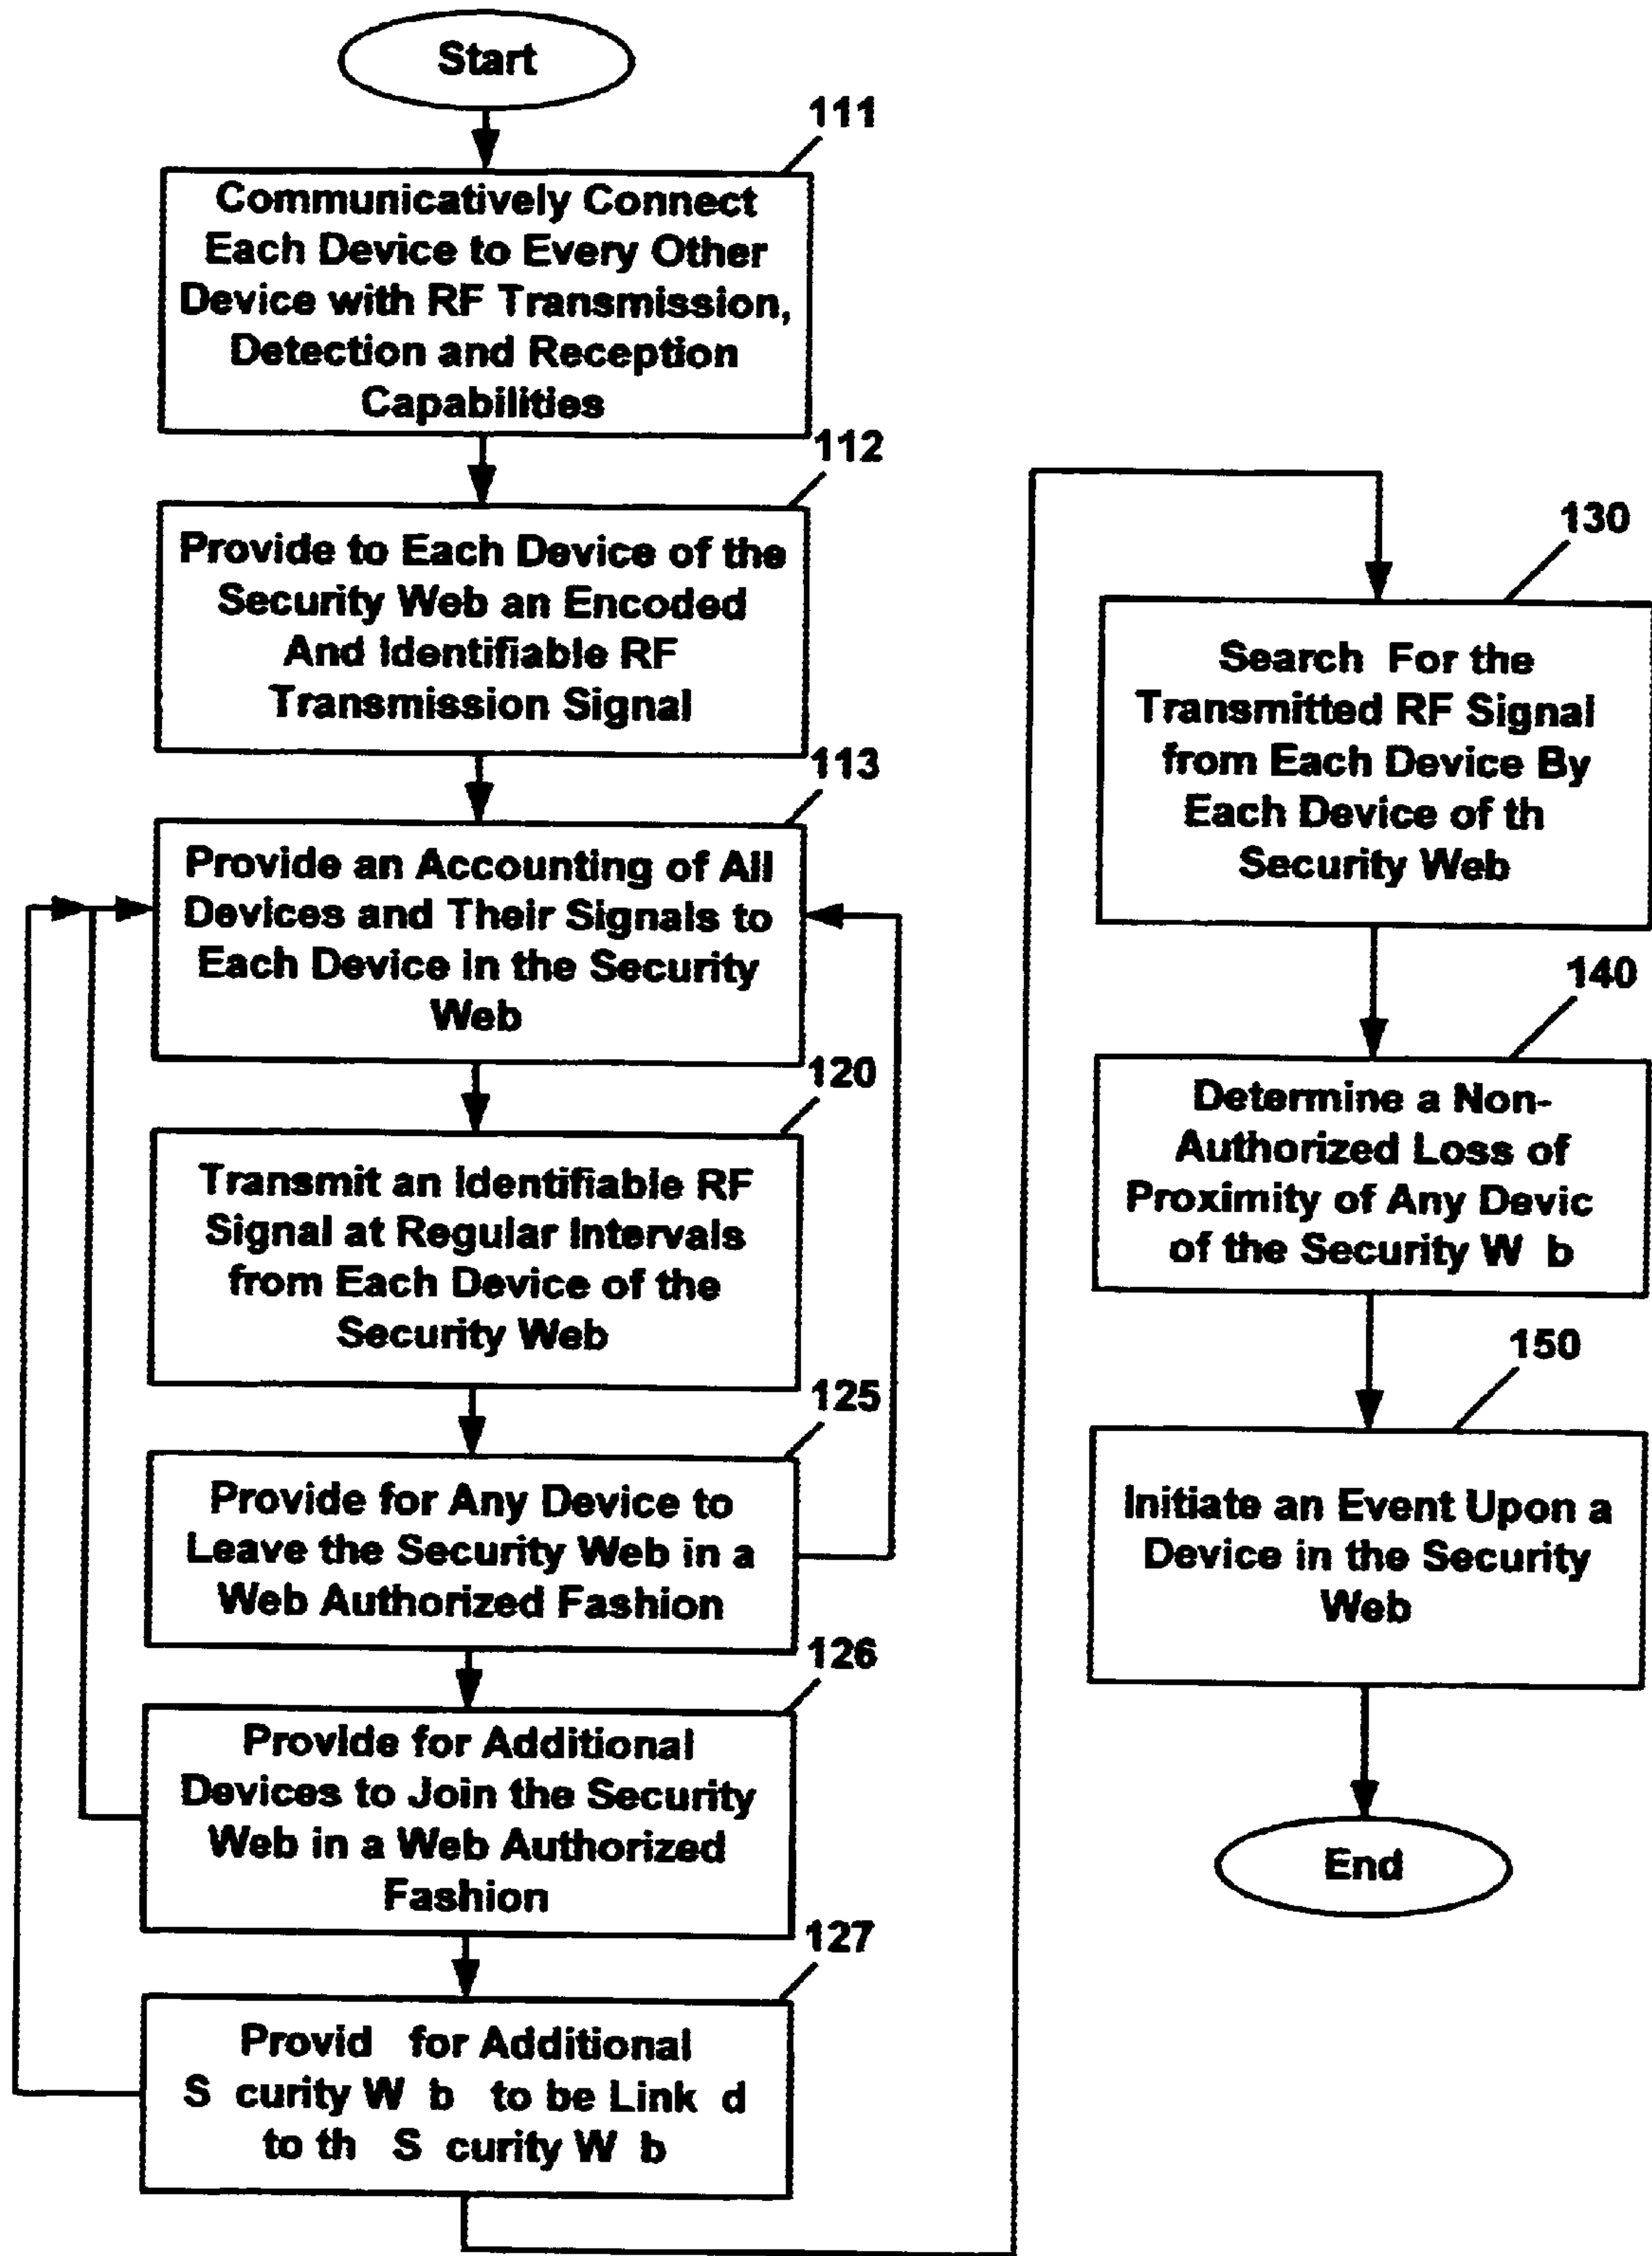 Start
111
Communicatively Connect
Each Device to Every Other
Device with RF Transmission,
Detection and Reception
Capabilities
112
Provide to Each Device of the
Security Web an Encoded
And Identifiable RF
Transmission Signal
113
Provide an Accounting of All
Devices and Their Signals to
Each Device in the Security
Web
120
Transmit an Identifiable RF
Signal at Regular Intervals
from Each Device of the
Security Web
125
Provide for Any Device to
Leave the Security Web in a
Web Authorized Fashion
126
Provide for Additional
Devices to Join the Security
Web in a Web Authorized
Fashion
127
Provid for Additional
S curity W b to be Link d
to th S curity W b
130
Search For the
Transmitted RF Signal
from Each Device By
Each Device of th
Security Web
140
Determine a Non-
Authorized Loss of
Proximity of Any Devic
of the Security W b
150
Initiate an Event Upon a
Device in the Security
Web
End